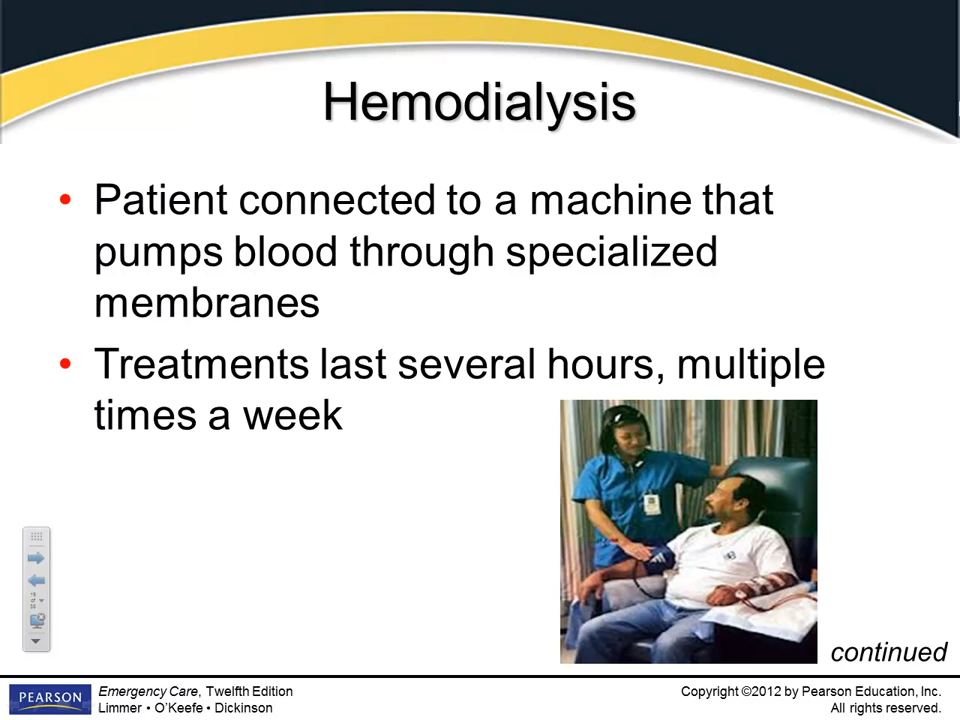 Hemodialysis
• Patient connected to a machine that
pumps blood through specialized
membranes
• Treatments last several hours, multiple
times a week
continued
PEARSON
Emergency Care, Twelfth Edition
Limmer • O’Keefe • Dickinson
Copyright ©2012 by Pearson Education, Inc.
All rights reserved.